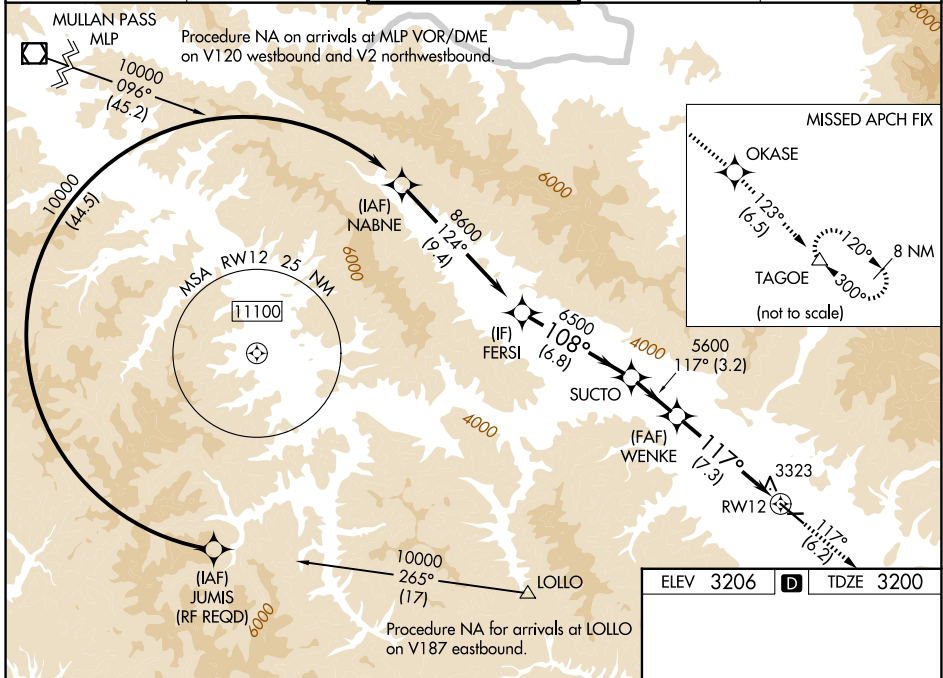 MULLAN PASS
MLP
Procedure NA on arrivals at MLP VOR/DME
on V120 westbound and V2 northwestbound.
8000
10000
096°
(45.2)
MISSED APCH FIX
OKASE
123°
(6.5)
120°
8 NM
TAGOE
300°
(not to scale)
10000
(44.5)
(IAF)
NABNE
6000
8600
124°
(9.4)
6000
MSA RW12 25 NM
11100
(IF)
FERSI
6500
108°
(6.8)
4000
5600
117° (3.2)
SUCTO
4000
(FAF)
WENKE
117°
(7.3)
3323
RW12
117°
(6.2)
(IAF)
JUMIS
(RF REQD)
6000
10000
265°
(17)
LOLLO
Procedure NA for arrivals at LOLLO
on V187 eastbound.
ELEV 3206 D TDZE 3200